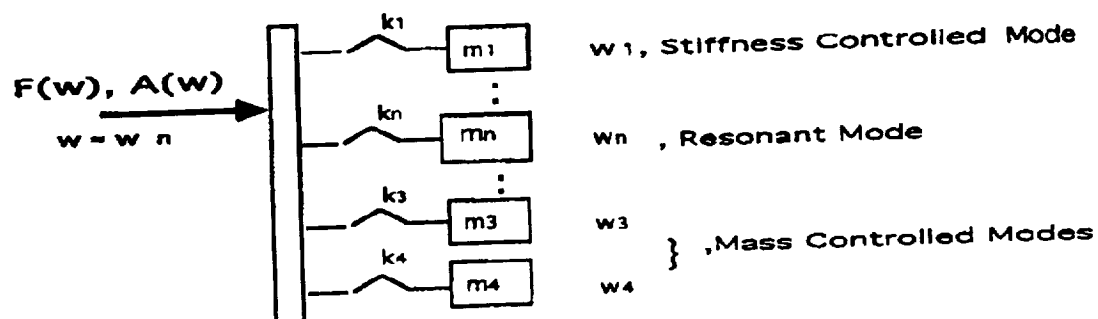 k1
m1 w1, Stiffness Controlled Mode
F(w), A(w)
w ≈ w n
kn
mn wn , Resonant Mode
k3
m3 w3
} ,Mass Controlled Modes
k4
m4 w4